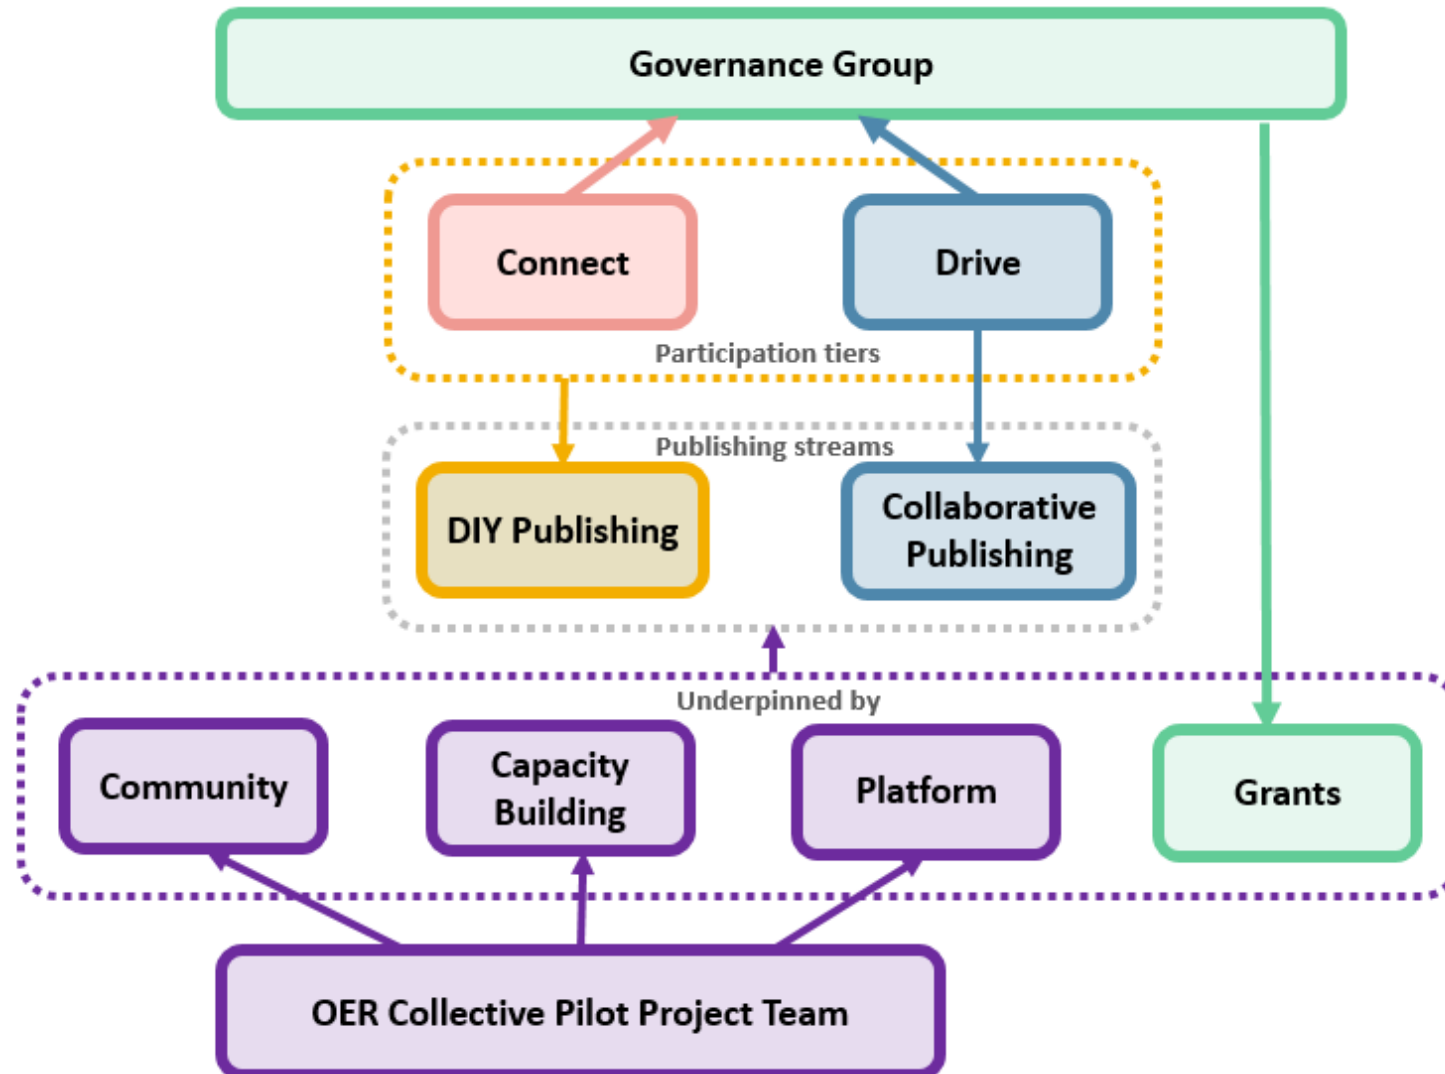 Governance Group
Connect
Drive
Participation tiers
Publishing streams
DIY Publishing
Collaborative
Publishing
Underpinned by
Community
Capacity
Building
Platform
Grants
OER Collective Pilot Project Team